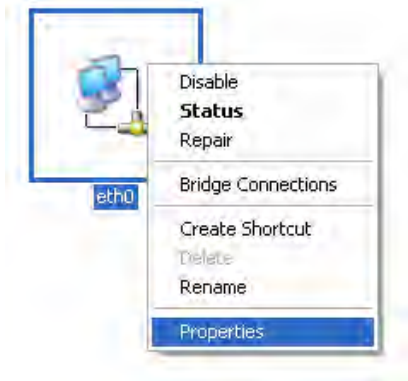 eth0
Disable
Status
Repair
Bridge Connections
Create Shortcut
Delete
Rename
Properties